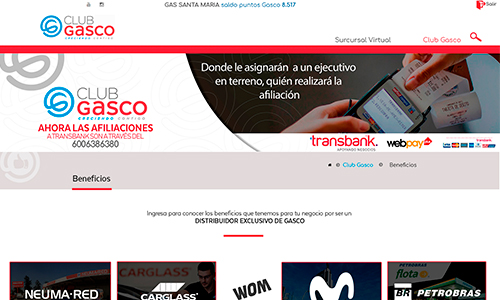 GAS SANTA MARIA saldo puntos Gasco 8.517
Salir
CLUB
GASCO
CRECIENDO CONTIGO
Surcursal Virtual
Club Gasco
Donde le asignarán a un ejecutivo
en terreno, quién realizará la
afiliación
CLUB
GASCO
CRECIENDO CONTIGO
AHORA LAS AFILIACIONES
A TRANSBANK SON A TRAVÉS DEL
6006386380
transbank.
APOYANDO NEGOCIOS
webpay
Club Gasco
Beneficios
Beneficios
Ingresa para conocer los beneficios que tenemos para tu negocio por ser un
DISTRIBUIDOR EXCLUSIVO DE GASCO
NEUMA-RED
CARGLASS
CARGLASS
WOM
PETROBRAS
flota
BR PETROBRAS